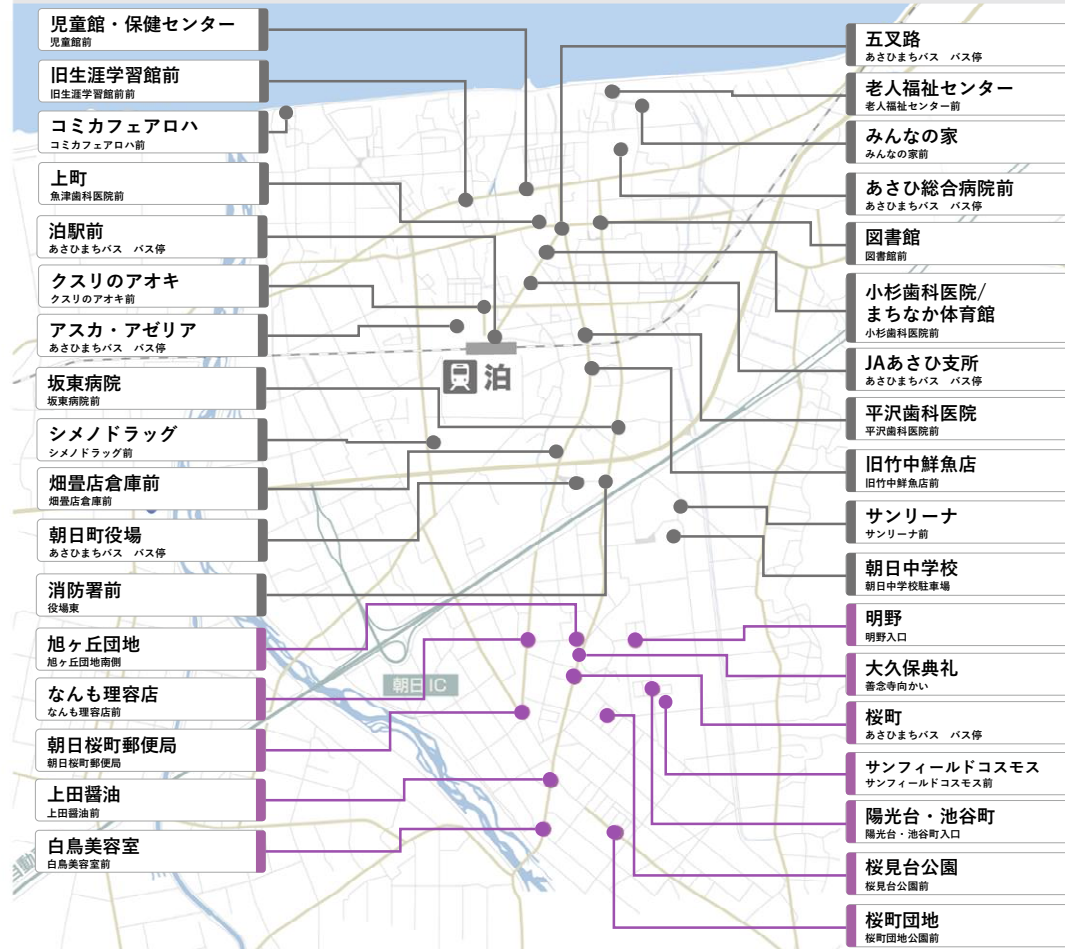 児童館・保健センター
児童館前
旧生涯学習館前
旧生涯学習館前前
コミカフェアロハ
コミカフェアロハ前
上町
魚津歯科医院前
泊駅前
あさひまちバス バス停
クスリのアオキ
クスリのアオキ前
アスカ・アゼリア
あさひまちバス バス停
坂東病院
坂東病院前
シメノドラッグ
シメノドラッグ前
畑畳店倉庫前
畑畳店倉庫前
朝日町役場
あさひまちバス バス停
消防署前
役場東
旭ヶ丘団地
旭ヶ丘団地南側
なんも理容店
なんも理容店前
朝日桜町郵便局
朝日桜町郵便局
上田醤油
上田醤油前
白鳥美容室
白鳥美容室前
泊
朝日IC
五叉路
あさひまちバス バス停
老人福祉センター
老人福祉センター前
みんなの家
みんなの家前
あさひ総合病院前
あさひまちバス バス停
図書館
図書館前
小杉歯科医院/
まちなか体育館
小杉歯科医院前
JAあさひ支所
あさひまちバス バス停
平沢歯科医院
平沢歯科医院前
旧竹中鮮魚店
旧竹中鮮魚店前
サンリーナ
サンリーナ前
朝日中学校
朝日中学校駐車場
明野
明野入口
大久保典礼
善念寺向かい
桜町
あさひまちバス バス停
サンフィールドコスモス
サンフィールドコスモス前
陽光台・池谷町
陽光台・池谷町入口
桜見台公園
桜見台公園前
桜町団地
桜町団地公園前